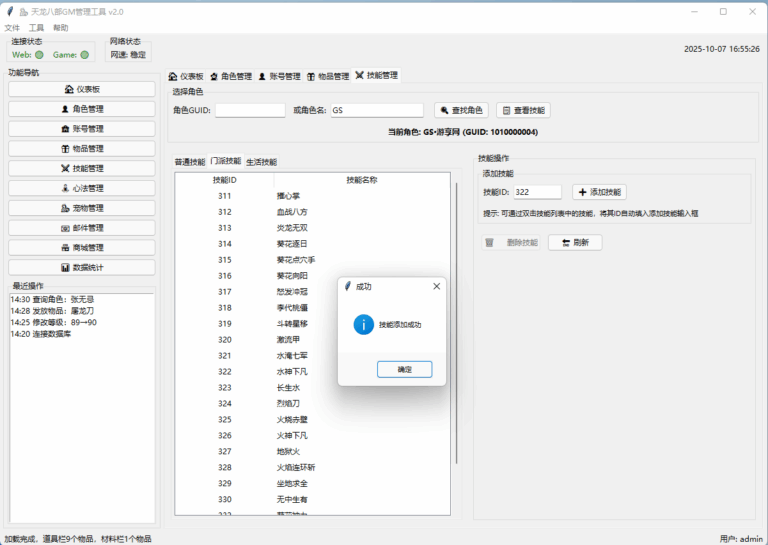 天龙八部GM管理工具 v2.0
文件 工具 帮助
连接状态
Web: Game:
网络状态
网速: 稳定
2025-10-07 16:55:26
功能导航
仪表板
角色管理
账号管理
物品管理
技能管理
心法管理
宠物管理
邮件管理
商城管理
数据统计
最近操作
14:30 查询角色：张无忌
14:28 发放物品：屠龙刀
14:25 修改等级：89→90
14:20 连接数据库
仪表板 角色管理 账号管理 物品管理 技能管理
选择角色
角色GUID: 或角色名: GS 查找角色 查看技能
当前角色: GS·游享网 (GUID: 1010000004)
普通技能 门派技能 生活技能
技能ID 技能名称
311 摧心掌
312 血战八方
313 炎龙无双
314 葵花逐日
315 葵花点穴手
316 葵花向阳
317 怒发冲冠
318 李代桃僵
319 斗转星移
320 激流甲
321 水淹七军
322 水神下凡
323 长生水
324 烈焰刀
325 火烧赤壁
326 火神下凡
327 地狱火
328 火焰连环斩
329 坐地求全
330 无中生有
技能操作
添加技能
技能ID: 322 添加技能
提示: 可通过双击技能列表中的技能，将其ID自动填入添加技能输入框
删除技能 刷新
成功
技能添加成功
确定
加载完成，道具栏9个物品，材料栏1个物品
用户: admin